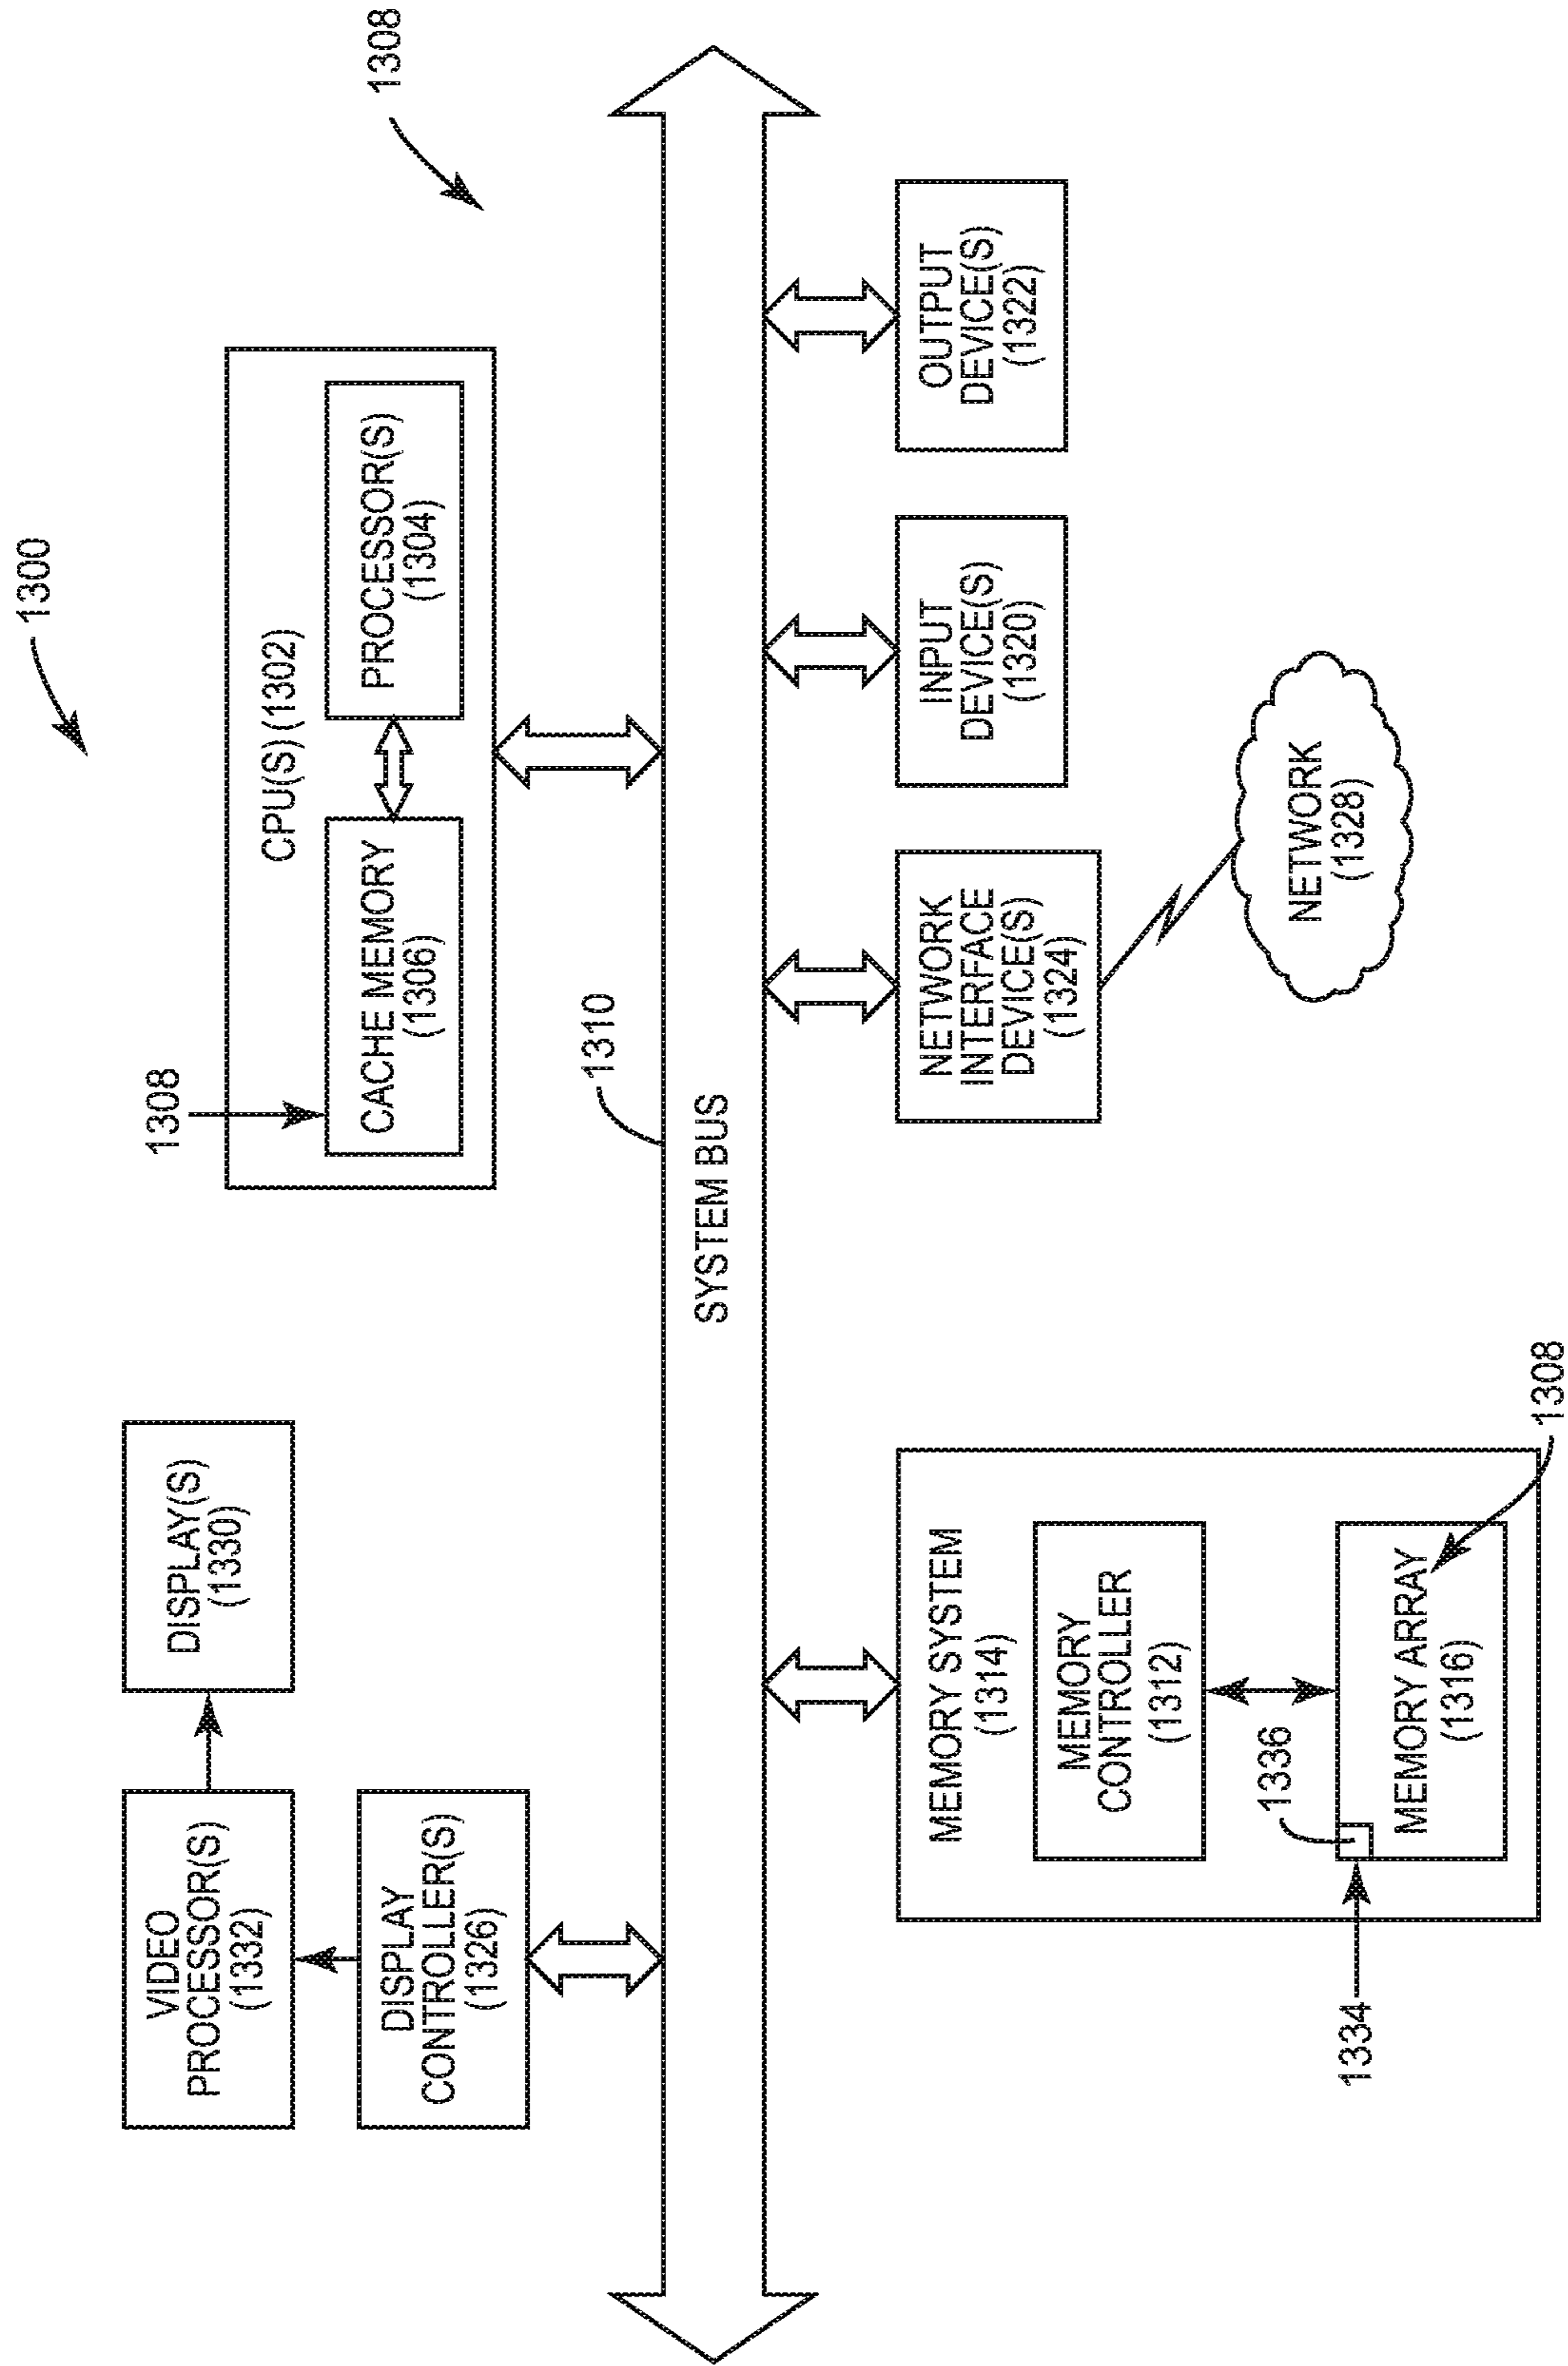 1300
1308
VIDEO
PROCESSOR(S)
(1332)
DISPLAY(S)
(1330)
DISPLAY
CONTROLLER(S)
(1326)
1308
CPU(S) (1302)
CACHE MEMORY
(1306)
PROCESSOR(S)
(1304)
1310
SYSTEM BUS
MEMORY SYSTEM
(1314)
MEMORY
CONTROLLER
(1312)
1336
1334
MEMORY ARRAY
(1316)
1308
NETWORK
INTERFACE
DEVICE(S)
(1324)
INPUT
DEVICE(S)
(1320)
OUTPUT
DEVICE(S)
(1322)
NETWORK
(1328)